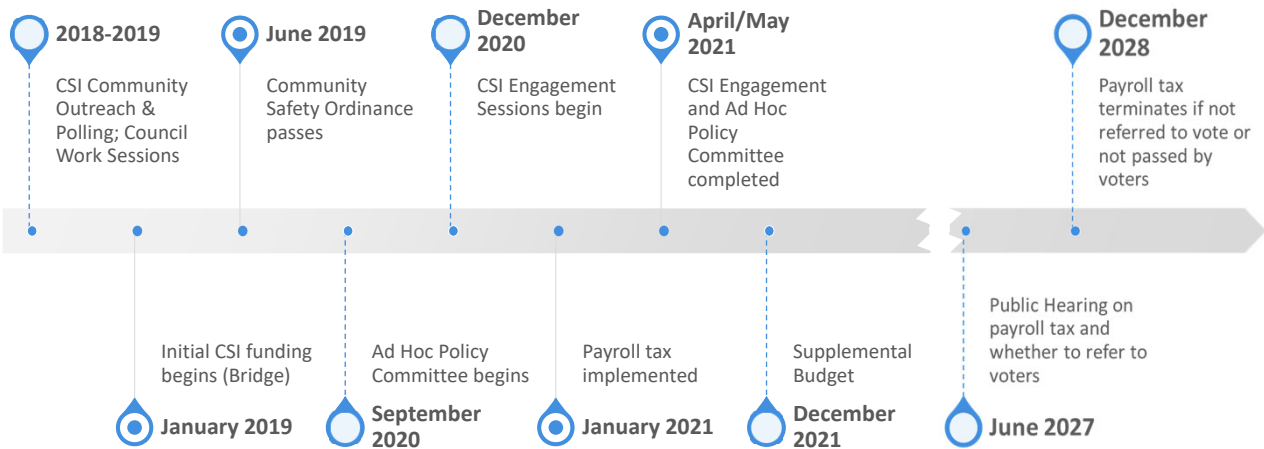 2018-2019
CSI Community
Outreach &
Polling; Council
Work Sessions
June 2019
Community
Safety Ordinance
passes
December
2020
CSI Engagement
Sessions begin
April/May
2021
CSI Engagement
and Ad Hoc
Policy
Committee
completed
December
2028
Payroll tax
terminates if not
referred to vote or
not passed by
voters
Initial CSI funding
begins (Bridge)
January 2019
Ad Hoc Policy
Committee begins
September
2020
Payroll tax
implemented
January 2021
Supplemental
Budget
December
2021
Public Hearing on
payroll tax and
whether to refer to
voters
June 2027